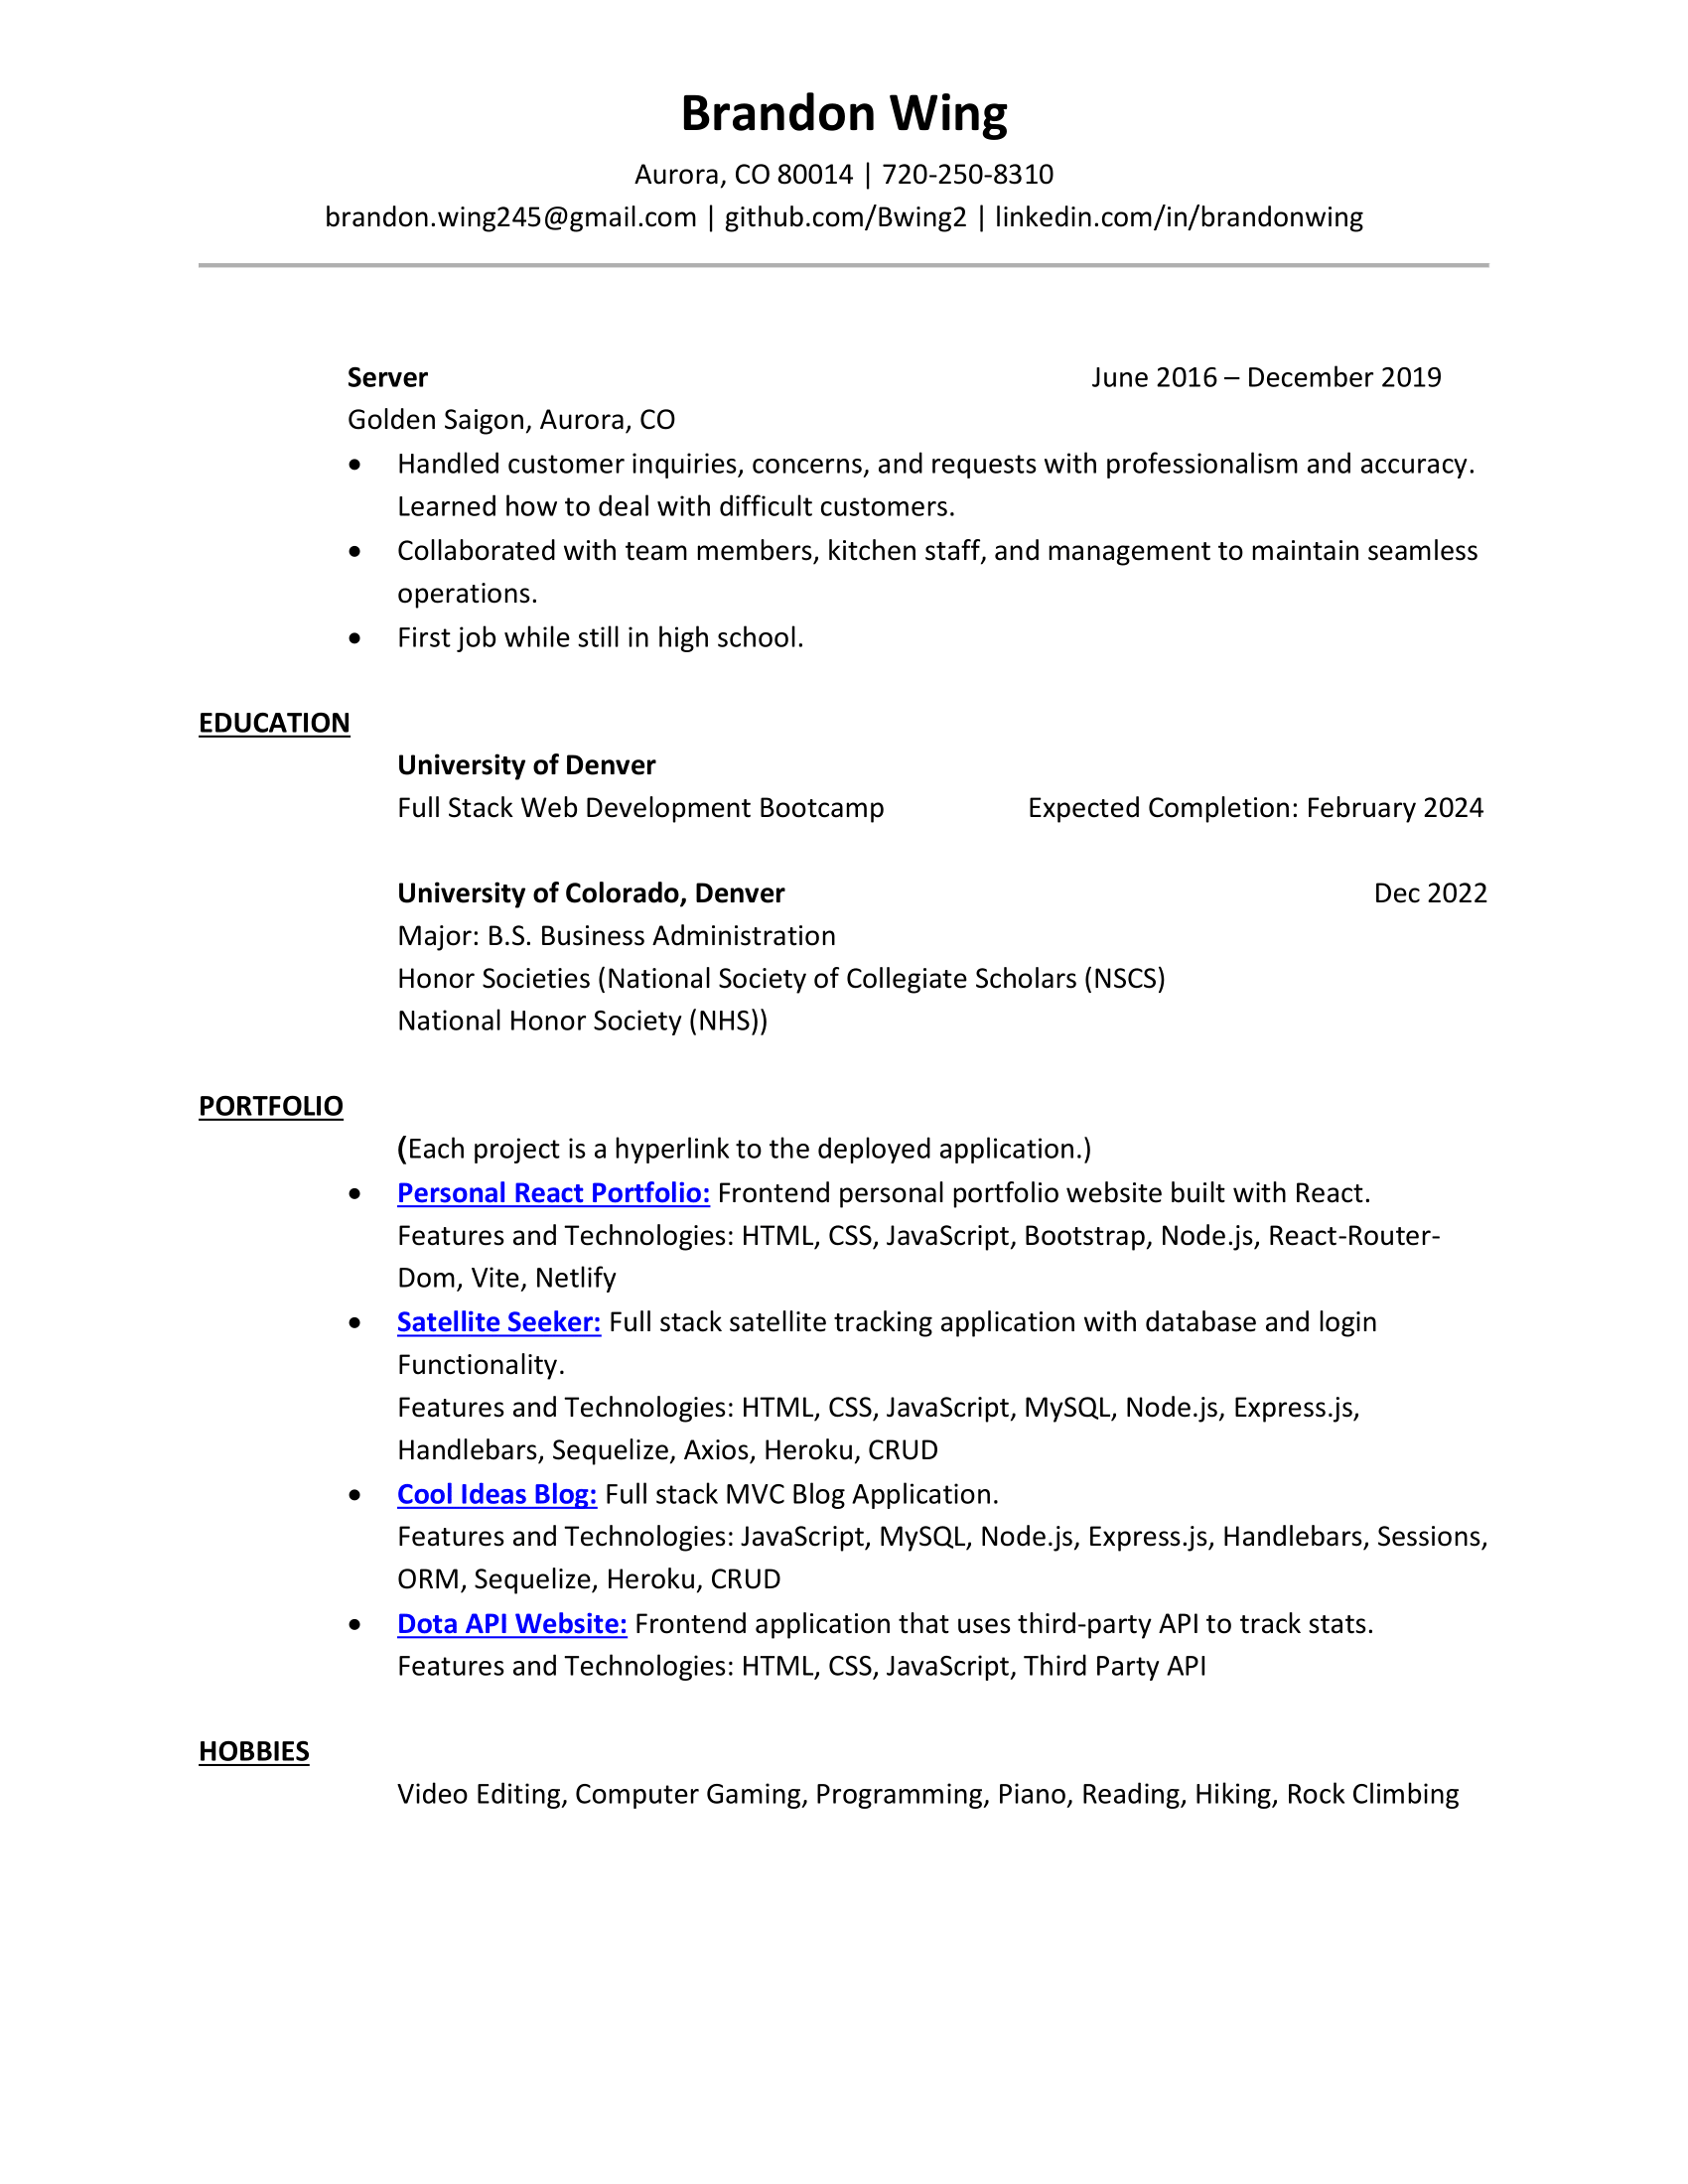 Brandon Wing
Aurora, CO 80014 | 720-250-8310
brandon.wing245@gmail.com | github.com/Bwing2 | linkedin.com/in/brandonwing
Server June 2016 – December 2019
Golden Saigon, Aurora, CO
• Handled customer inquiries, concerns, and requests with professionalism and accuracy.
Learned how to deal with difficult customers.
• Collaborated with team members, kitchen staff, and management to maintain seamless
operations.
• First job while still in high school.
EDUCATION
University of Denver
Full Stack Web Development Bootcamp Expected Completion: February 2024
University of Colorado, Denver Dec 2022
Major: B.S. Business Administration
Honor Societies (National Society of Collegiate Scholars (NSCS)
National Honor Society (NHS))
PORTFOLIO
(Each project is a hyperlink to the deployed application.)
• Personal React Portfolio: Frontend personal portfolio website built with React.
Features and Technologies: HTML, CSS, JavaScript, Bootstrap, Node.js, React-Router-
Dom, Vite, Netlify
• Satellite Seeker: Full stack satellite tracking application with database and login
Functionality.
Features and Technologies: HTML, CSS, JavaScript, MySQL, Node.js, Express.js,
Handlebars, Sequelize, Axios, Heroku, CRUD
• Cool Ideas Blog: Full stack MVC Blog Application.
Features and Technologies: JavaScript, MySQL, Node.js, Express.js, Handlebars, Sessions,
ORM, Sequelize, Heroku, CRUD
• Dota API Website: Frontend application that uses third-party API to track stats.
Features and Technologies: HTML, CSS, JavaScript, Third Party API
HOBBIES
Video Editing, Computer Gaming, Programming, Piano, Reading, Hiking, Rock Climbing